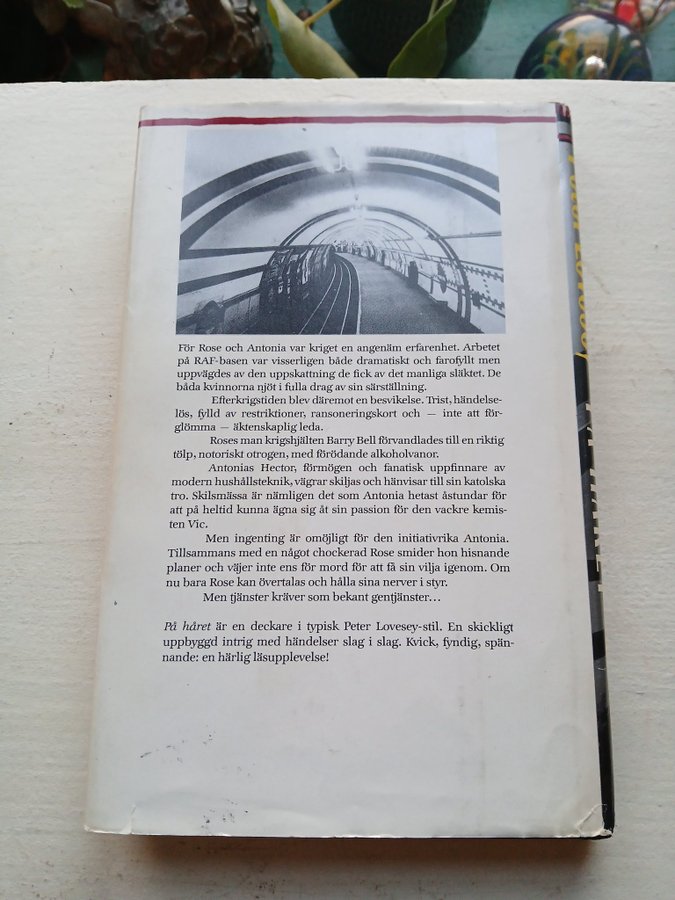 För Rose och Antonia var kriget en angenäm erfarenhet. Arbetet
på RAF-basen var visserligen både dramatiskt och farofyllt men
uppvägdes av den uppskattning de fick av det manliga släktet. De
båda kvinnorna njöt i fulla drag av sin särställning.
Efterkrigstiden blev däremot en besvikelse. Trist, händelse-
lös, fylld av restriktioner, ransoneringskort och — inte att för-
glömma — äktenskaplig leda.
Roses man krigshjälten Barry Bell förvandlades till en riktig
tölp, notoriskt otrogen, med förödande alkoholvanor.
Antonias Hector, förmögen och fanatisk uppfinnare av
modern hushållsteknik, vägrar skiljas och hänvisar till sin katolska
tro. Skilsmässa är nämligen det som Antonia hetast åstundar för
att på heltid kunna ägna sig åt sin passion för den vackre kemis-
ten Vic.
Men ingenting är omöjligt för den initiativrika Antonia.
Tillsammans med en något chockerad Rose smider hon hisnande
planer och väjer inte ens för mord för att få sin vilja igenom. Om
nu bara Rose kan övertalas och hålla sina nerver i styr.
Men tjänster kräver som bekant gentjänster...
På håret är en deckare i typisk Peter Lovesey-stil. En skickligt
uppbyggd intrig med händelser slag i slag. Kvick, fyndig, spän-
nande: en härlig läsupplevelse!